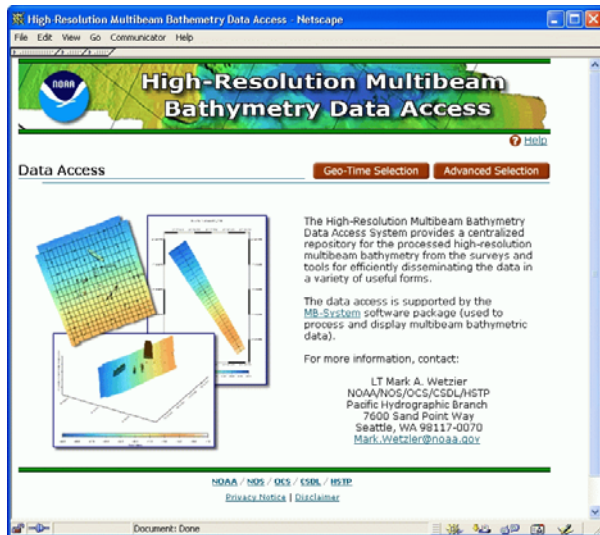 High-Resolution Multibeam Bathemetry Data Access - Netscape
File Edit View Go Communicator Help
NOAA
High-Resolution Multibeam
Bathymetry Data Access
Help
Data Access
Geo-Time Selection Advanced Selection
The High-Resolution Multibeam Bathymetry
Data Access System provides a centralized
repository for the processed high-resolution
multibeam bathymetry from the surveys and
tools for efficiently disseminating the data in
a variety of useful forms.
The data access is supported by the
MB-System software package (used to
process and display multibeam bathymetric
data).
For more information, contact:
LT Mark A. Wetzler
NOAA/NOS/OCS/CSDL/HSTP
Pacific Hydrographic Branch
7600 Sand Point Way
Seattle, WA 98117-0070
Mark.Wetzler@noaa.gov
NOAA / NOS / OCS / CSDL / HSTP
Privacy Notice | Disclaimer
Document: Done